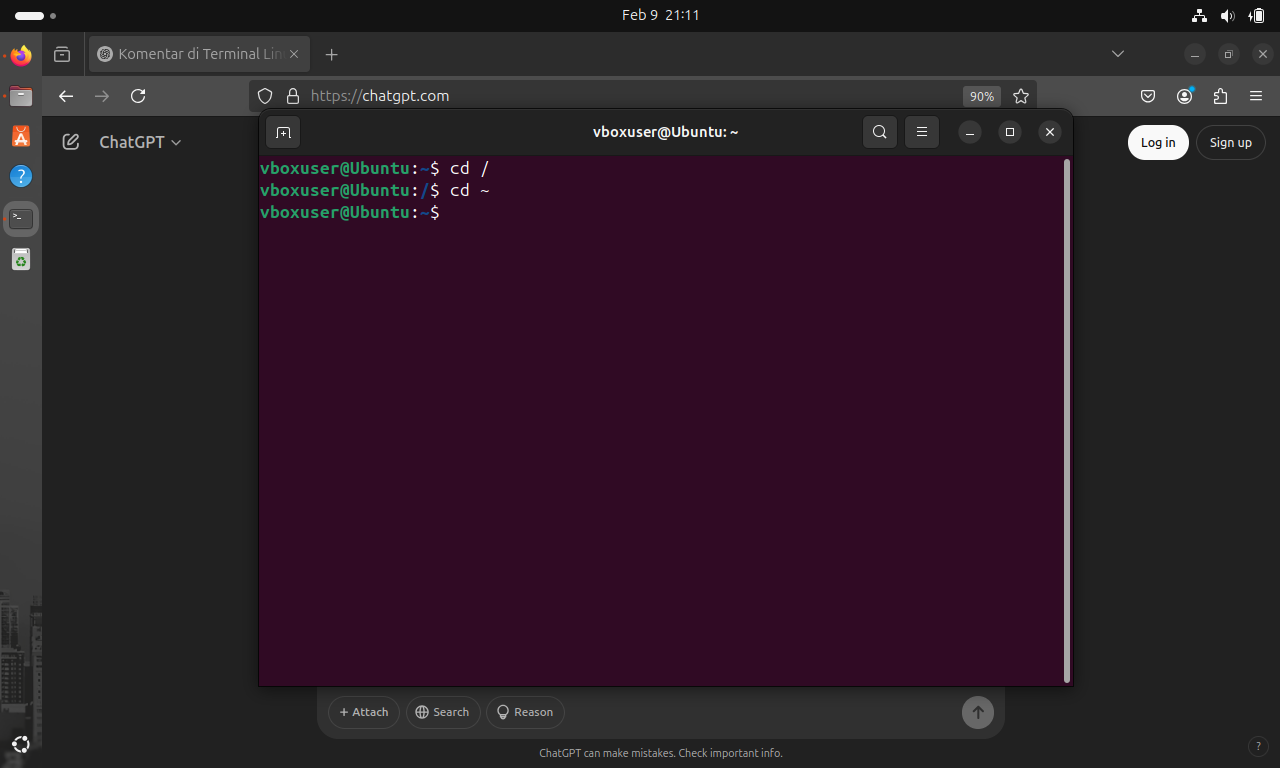 Feb 9 21:11
Komentar di Terminal Lin
https://chatgpt.com
90%
ChatGPT
Log in
Sign up
vboxuser@Ubuntu: ~
vboxuser@Ubuntu:~$ cd /
vboxuser@Ubuntu:/$ cd ~
vboxuser@Ubuntu:~$
+ Attach
Search
Reason
ChatGPT can make mistakes. Check important info.
?